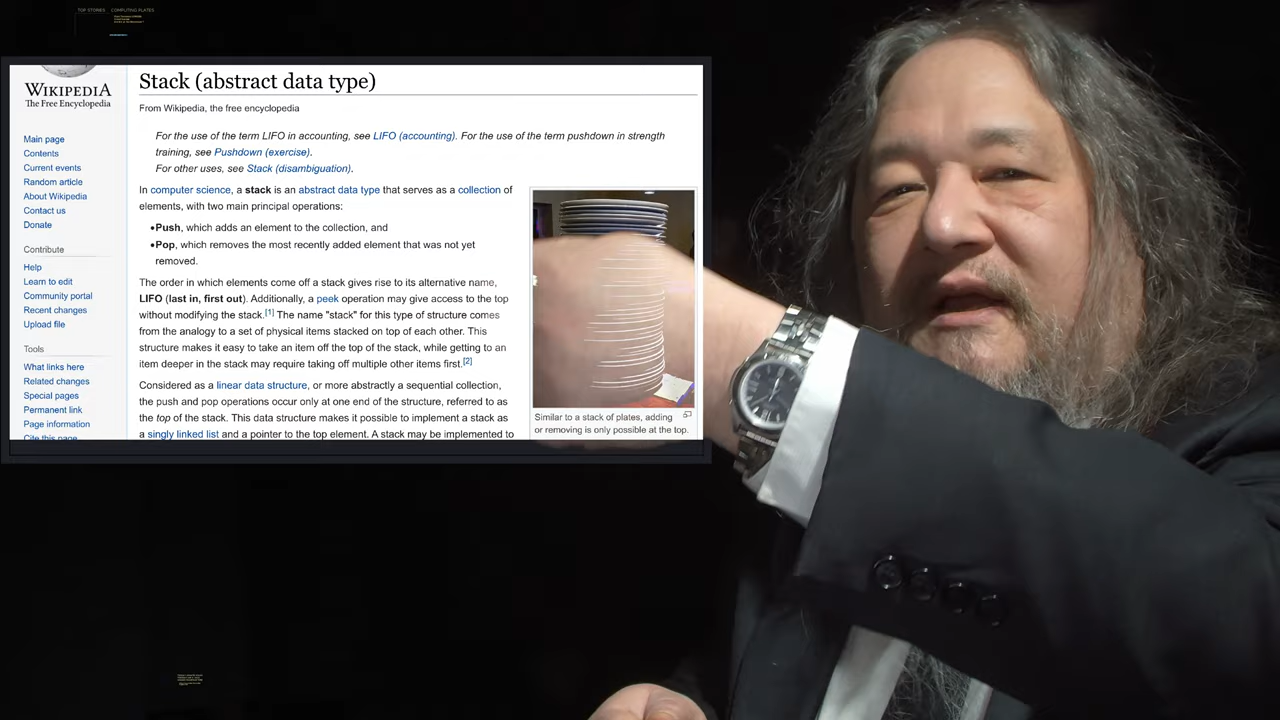 TOP STORIES COMPUTING PLATES
Stack (abstract data type)
WIKIPEDIA
The Free Encyclopedia
From Wikipedia, the free encyclopedia
For the use of the term LIFO in accounting, see LIFO (accounting). For the use of the term pushdown in strength
training, see Pushdown (exercise).
For other uses, see Stack (disambiguation).
Main page
Contents
Current events
Random article
About Wikipedia
Contact us
Donate
Contribute
Help
Learn to edit
Community portal
Recent changes
Upload file
Tools
What links here
Related changes
Special pages
Permanent link
Page information
Cite this page
In computer science, a stack is an abstract data type that serves as a collection of
elements, with two main principal operations:
•Push, which adds an element to the collection, and
•Pop, which removes the most recently added element that was not yet
removed.
The order in which elements come off a stack gives rise to its alternative name,
LIFO (last in, first out). Additionally, a peek operation may give access to the top
without modifying the stack.[1] The name "stack" for this type of structure comes
from the analogy to a set of physical items stacked on top of each other. This
structure makes it easy to take an item off the top of the stack, while getting to an
item deeper in the stack may require taking off multiple other items first.[2]
Considered as a linear data structure, or more abstractly a sequential collection,
the push and pop operations occur only at one end of the structure, referred to as
the top of the stack. This data structure makes it possible to implement a stack as
a singly linked list and a pointer to the top element. A stack may be implemented to
Similar to a stack of plates, adding
or removing is only possible at the top.